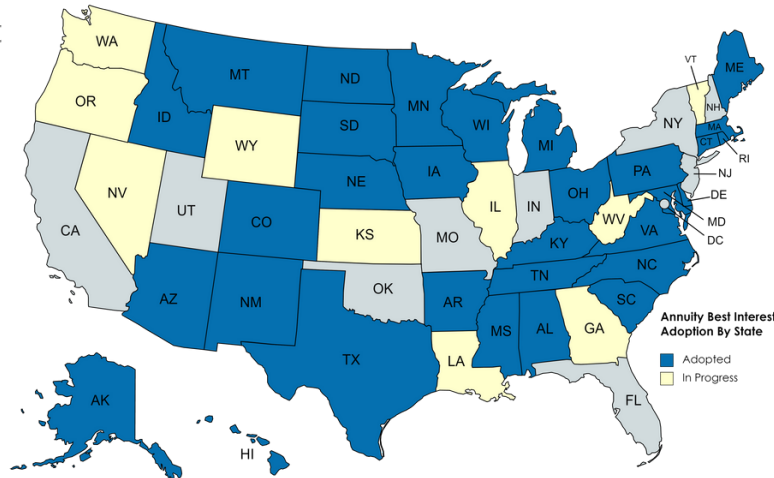 WA
OR
CA
NV
ID
MT
WY
UT
AZ
CO
NM
ND
SD
NE
KS
OK
TX
MN
IA
MO
AR
LA
WI
IL
MI
IN
OH
KY
TN
MS
AL
GA
FL
SC
NC
VA
WV
PA
NY
VT
NH
ME
MA
CT
RI
NJ
DE
MD
DC
AK
HI
Annuity Best Interest
Adoption By State
Adopted
In Progress